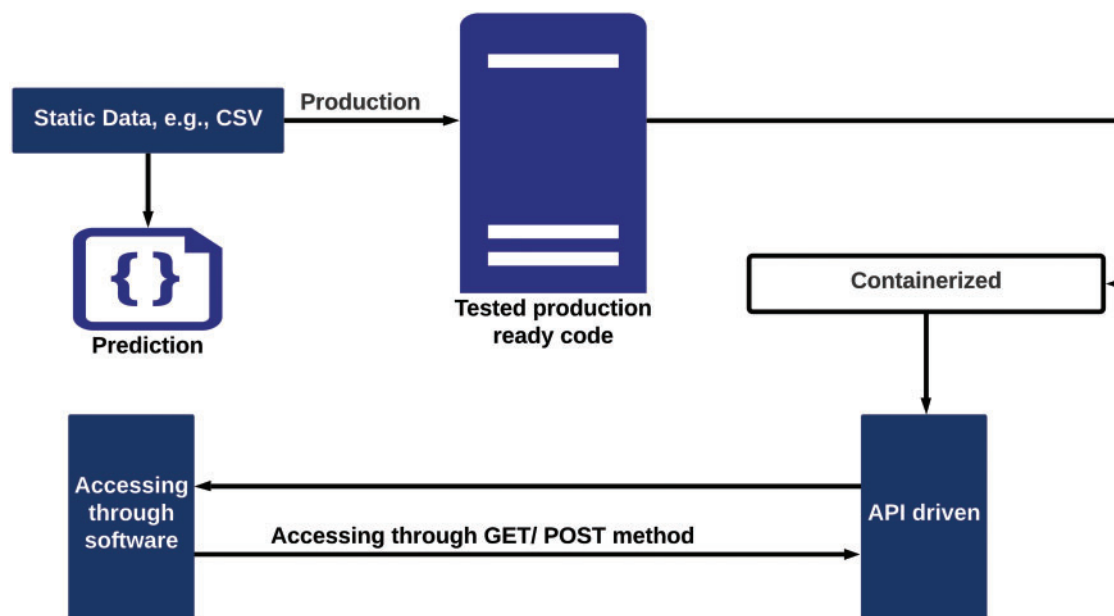 Static Data, e.g., CSV
Production
{ }
Prediction
Tested production
ready code
Containerized
Accessing
through
software
Accessing through GET/ POST method
API driven